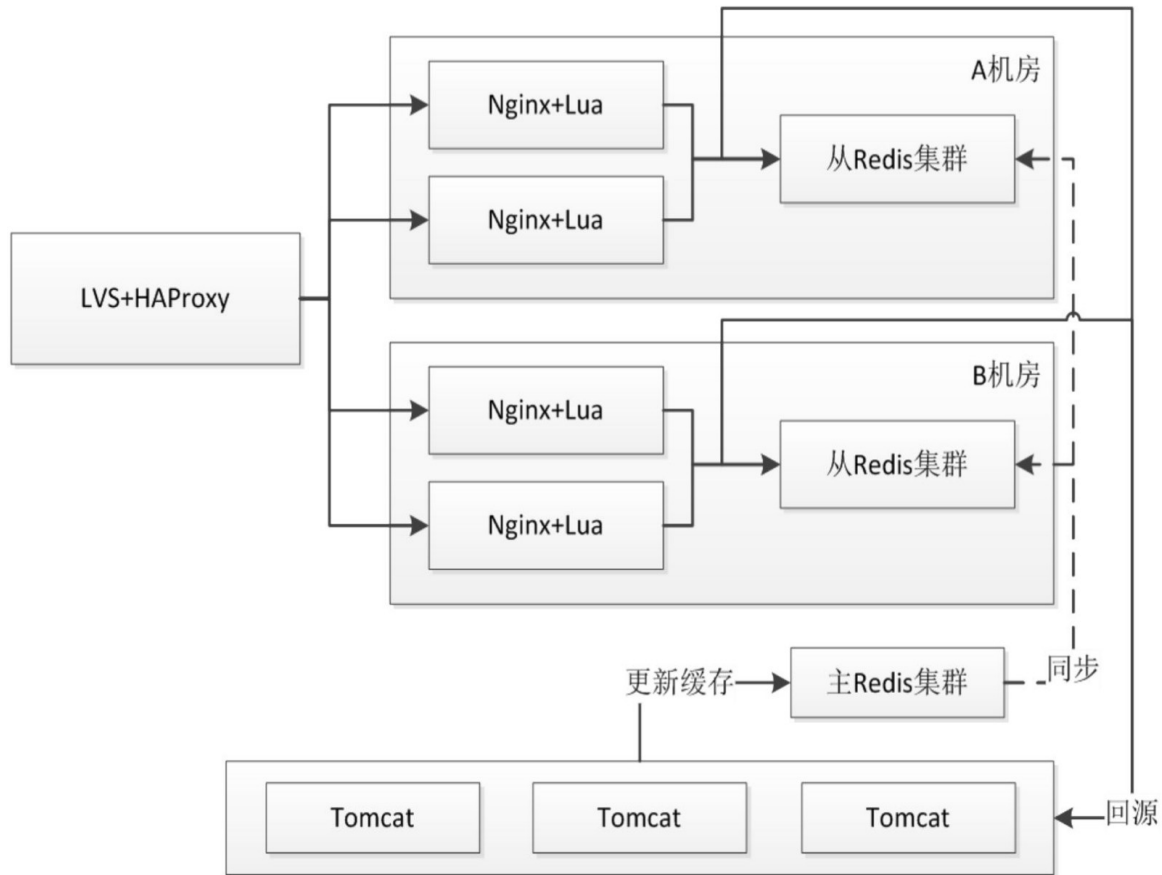 A机房
Nginx+Lua
从Redis集群
Nginx+Lua
LVS+HAProxy
B机房
Nginx+Lua
从Redis集群
Nginx+Lua
更新缓存
主Redis集群
同步
Tomcat
Tomcat
Tomcat
回源